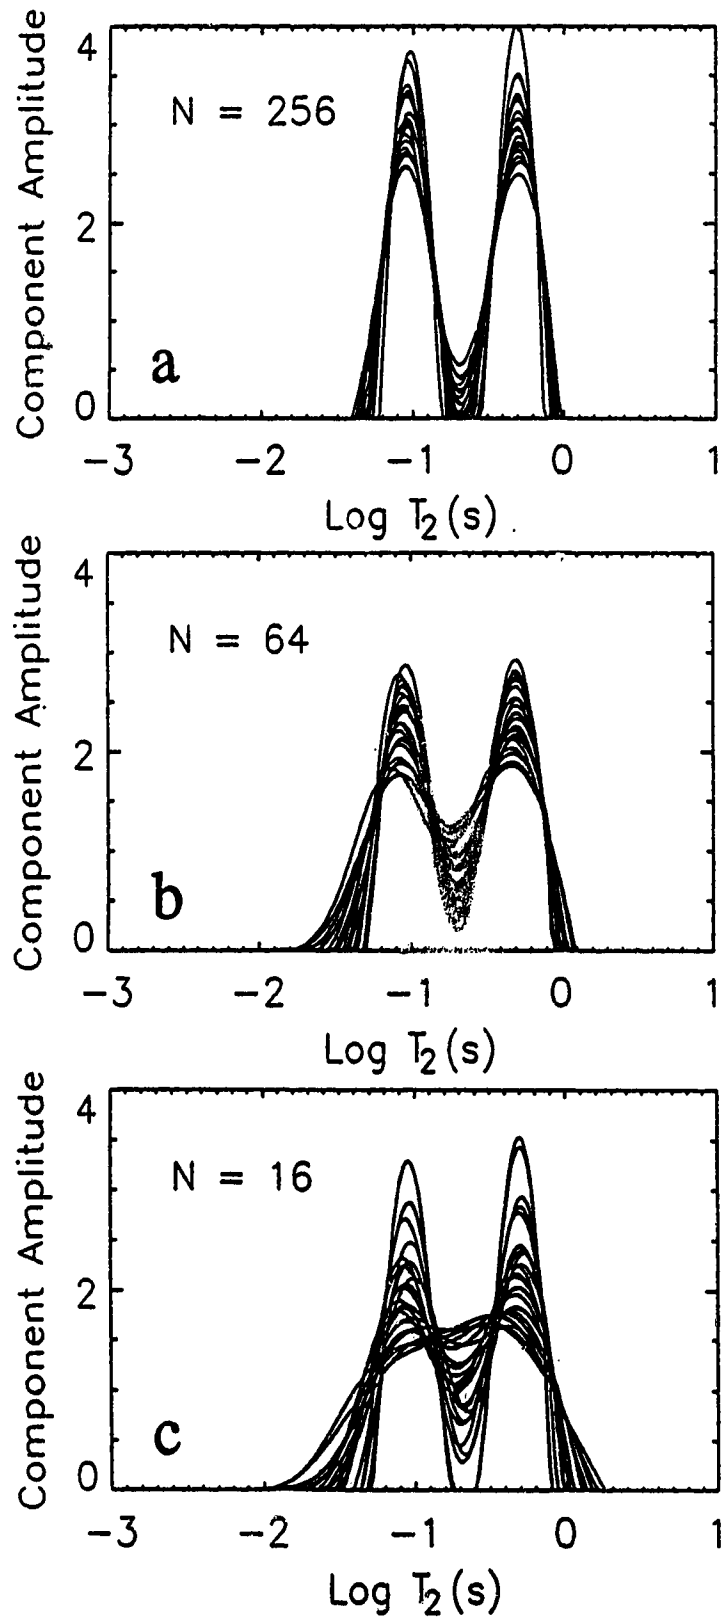 Component Amplitude
4
2
0
N = 256
a
-3 -2 -1 0 1
Log T₂(s)
Component Amplitude
4
2
0
N = 64
b
-3 -2 -1 0 1
Log T₂(s)
Component Amplitude
4
2
0
N = 16
c
-3 -2 -1 0 1
Log T₂(s)